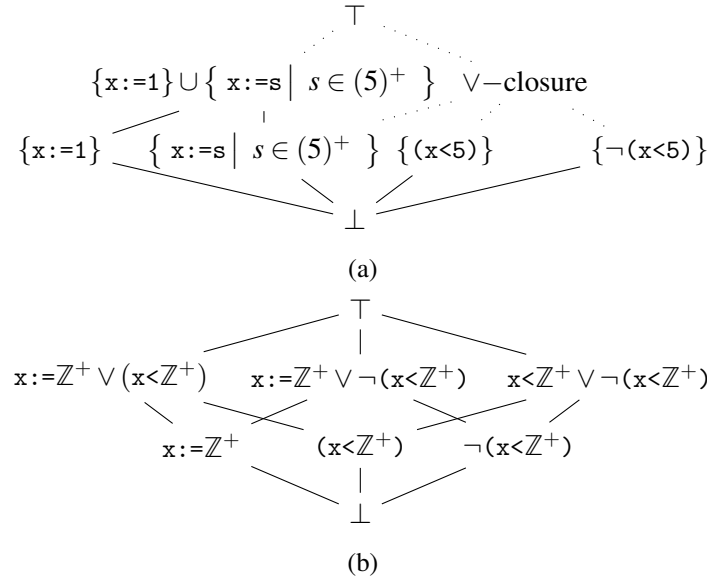 ⊤
{x:=1} ∪ { x:=s | s ∈ (5)⁺ } ∨−closure
{x:=1} { x:=s | s ∈ (5)⁺ } {(x<5)} {¬(x<5)}
⊥
(a)
⊤
x:=ℤ⁺ ∨ (x<ℤ⁺) x:=ℤ⁺ ∨ ¬(x<ℤ⁺) x<ℤ⁺ ∨ ¬(x<ℤ⁺)
x:=ℤ⁺ (x<ℤ⁺) ¬(x<ℤ⁺)
⊥
(b)